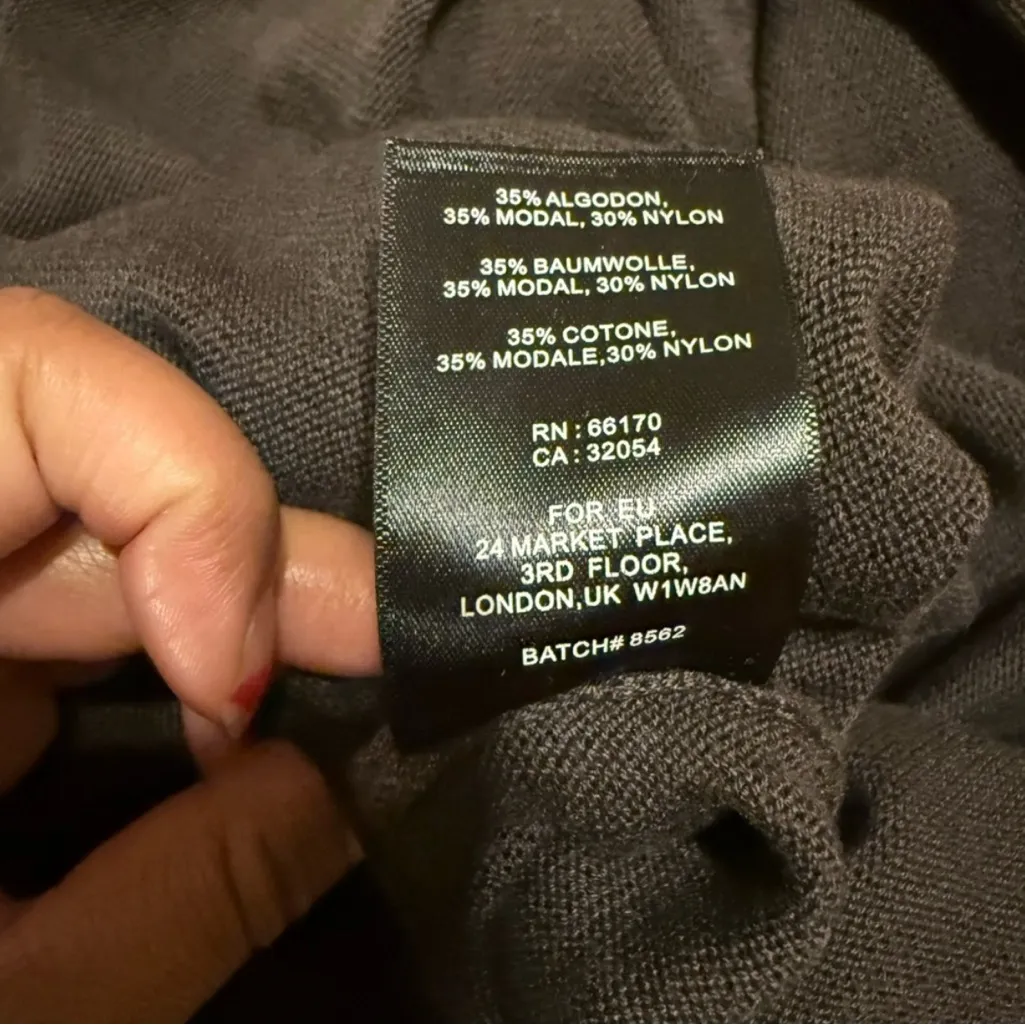 35% ALGODON,
35% MODAL, 30% NYLON
35% BAUMWOLLE,
35% MODAL, 30% NYLON
35% COTONE,
35% MODALE,30% NYLON
RN : 66170
CA : 32054
FOR EU
24 MARKET PLACE,
3RD FLOOR,
LONDON,UK W1W8AN
BATCH# 8562